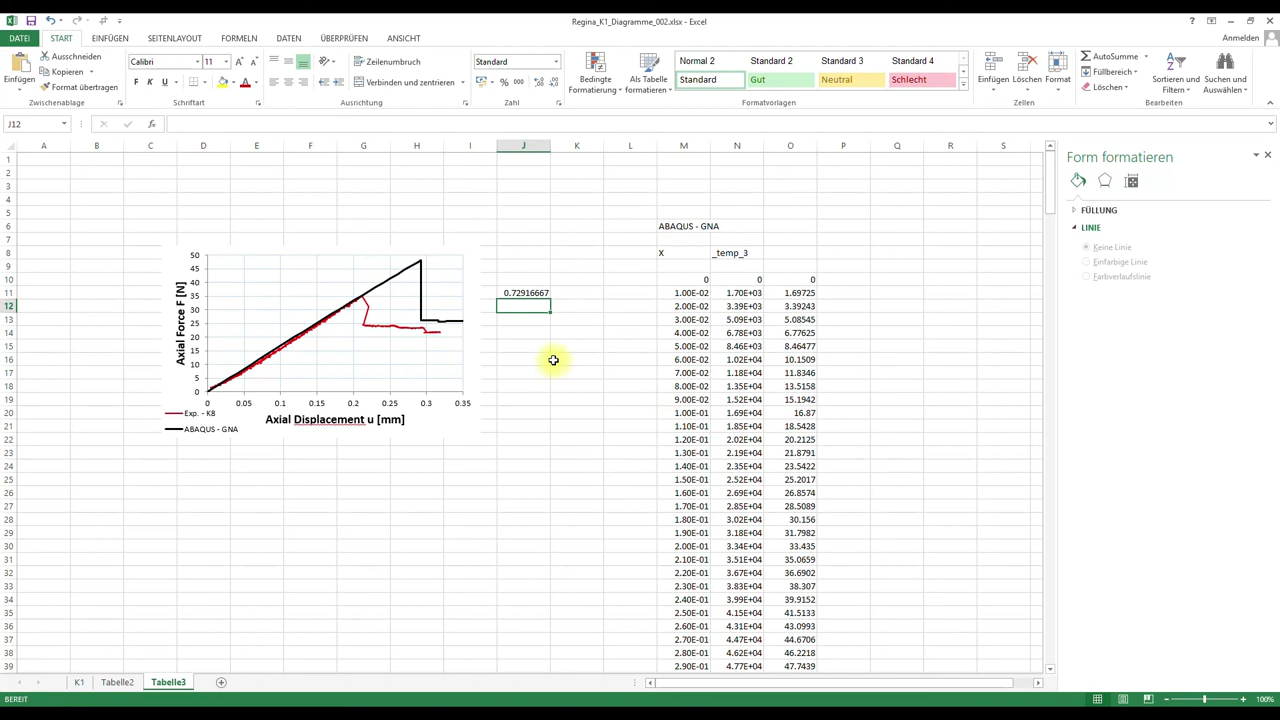 Regina_K1_Diagramme_002.xlsx - Excel
DATEI START EINFÜGEN SEITENLAYOUT FORMELN DATEN ÜBERPRÜFEN ANSICHT Anmelden
Einfügen
Ausschneiden
Kopieren
Format übertragen
Zwischenablage
Calibri 11
F K U
Schriftart
Zeilenumbruch
Verbinden und zentrieren
Ausrichtung
Standard
% 000
Zahl
Bedingte Formatierung
Als Tabelle formatieren
Normal 2 Standard 2 Standard 3 Standard 4
Standard Gut Neutral Schlecht
Formatvorlagen
Einfügen Löschen Format
Zellen
AutoSumme
Füllbereich
Löschen
Sortieren und Filtern
Suchen und Auswählen
Bearbeiten
J12 fx
A B C D E F G H I J K L M N O P Q R S
1
2
3
4
5
6 ABAQUS - GNA
7
8 X _temp_3
9
10 0 0 0
11 0.72916667 1.00E-02 1.70E+03 1.69725
12 2.00E-02 3.39E+03 3.39243
13 3.00E-02 5.09E+03 5.08545
14 4.00E-02 6.78E+03 6.77625
15 5.00E-02 8.46E+03 8.46477
16 6.00E-02 1.02E+04 10.1509
17 7.00E-02 1.18E+04 11.8346
18 8.00E-02 1.35E+04 13.5158
19 9.00E-02 1.52E+04 15.1942
20 1.00E-01 1.69E+04 16.87
21 1.10E-01 1.85E+04 18.5428
22 1.20E-01 2.02E+04 20.2125
23 1.30E-01 2.19E+04 21.8791
24 1.40E-01 2.35E+04 23.5422
25 1.50E-01 2.52E+04 25.2017
26 1.60E-01 2.69E+04 26.8574
27 1.70E-01 2.85E+04 28.5089
28 1.80E-01 3.02E+04 30.156
29 1.90E-01 3.18E+04 31.7982
30 2.00E-01 3.34E+04 33.435
31 2.10E-01 3.51E+04 35.0659
32 2.20E-01 3.67E+04 36.6902
33 2.30E-01 3.83E+04 38.307
34 2.40E-01 3.99E+04 39.9152
35 2.50E-01 4.15E+04 41.5133
36 2.60E-01 4.31E+04 43.0993
37 2.70E-01 4.47E+04 44.6706
38 2.80E-01 4.62E+04 46.2218
39 2.90E-01 4.77E+04 47.7439
Axial Force F [N]
50
45
40
35
30
25
20
15
10
5
0
0 0.05 0.1 0.15 0.2 0.25 0.3 0.35
Axial Displacement u [mm]
Exp. - K8
ABAQUS - GNA
Form formatieren
FÜLLUNG
LINIE
Keine Linie
Einfarbige Linie
Farbverlaufslinie
K1 Tabelle2 Tabelle3
BEREIT 100%